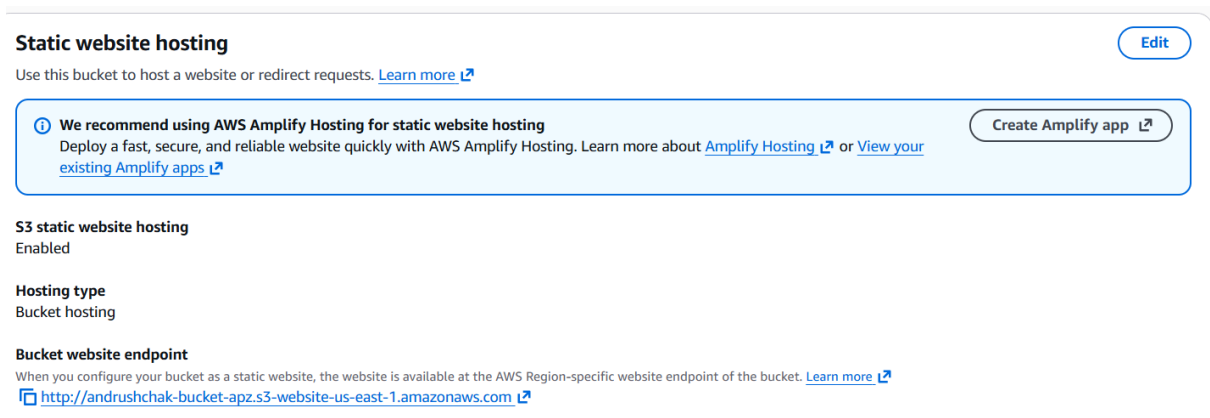 Static website hosting
Edit
Use this bucket to host a website or redirect requests. Learn more
We recommend using AWS Amplify Hosting for static website hosting
Create Amplify app
Deploy a fast, secure, and reliable website quickly with AWS Amplify Hosting. Learn more about Amplify Hosting or View your
existing Amplify apps
S3 static website hosting
Enabled
Hosting type
Bucket hosting
Bucket website endpoint
When you configure your bucket as a static website, the website is available at the AWS Region-specific website endpoint of the bucket. Learn more
http://andrushchak-bucket-apz.s3-website-us-east-1.amazonaws.com